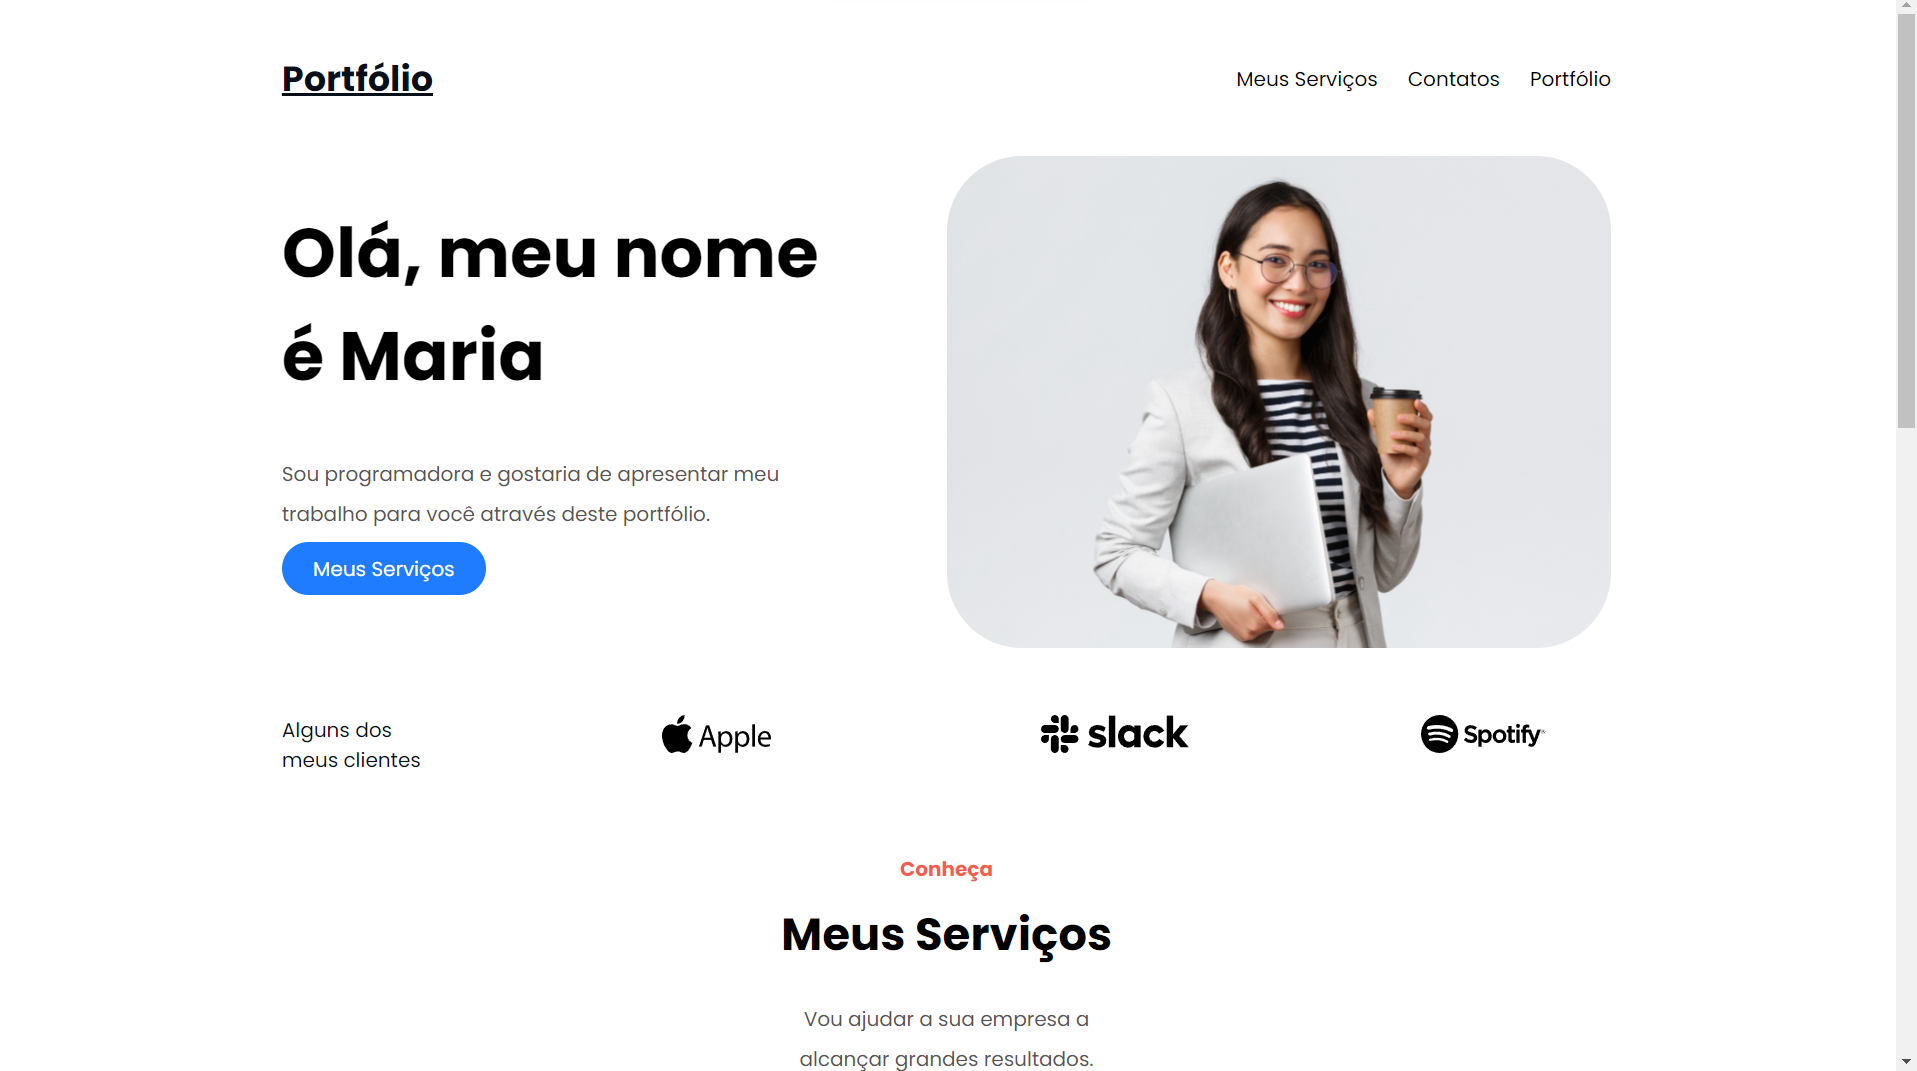 Portfólio
Meus Serviços
Contatos
Portfólio
Olá, meu nome
é Maria
Sou programadora e gostaria de apresentar meu
trabalho para você através deste portfólio.
Meus Serviços
Alguns dos
meus clientes
Apple
slack
Spotify
Conheça
Meus Serviços
Vou ajudar a sua empresa a
alcançar grandes resultados.